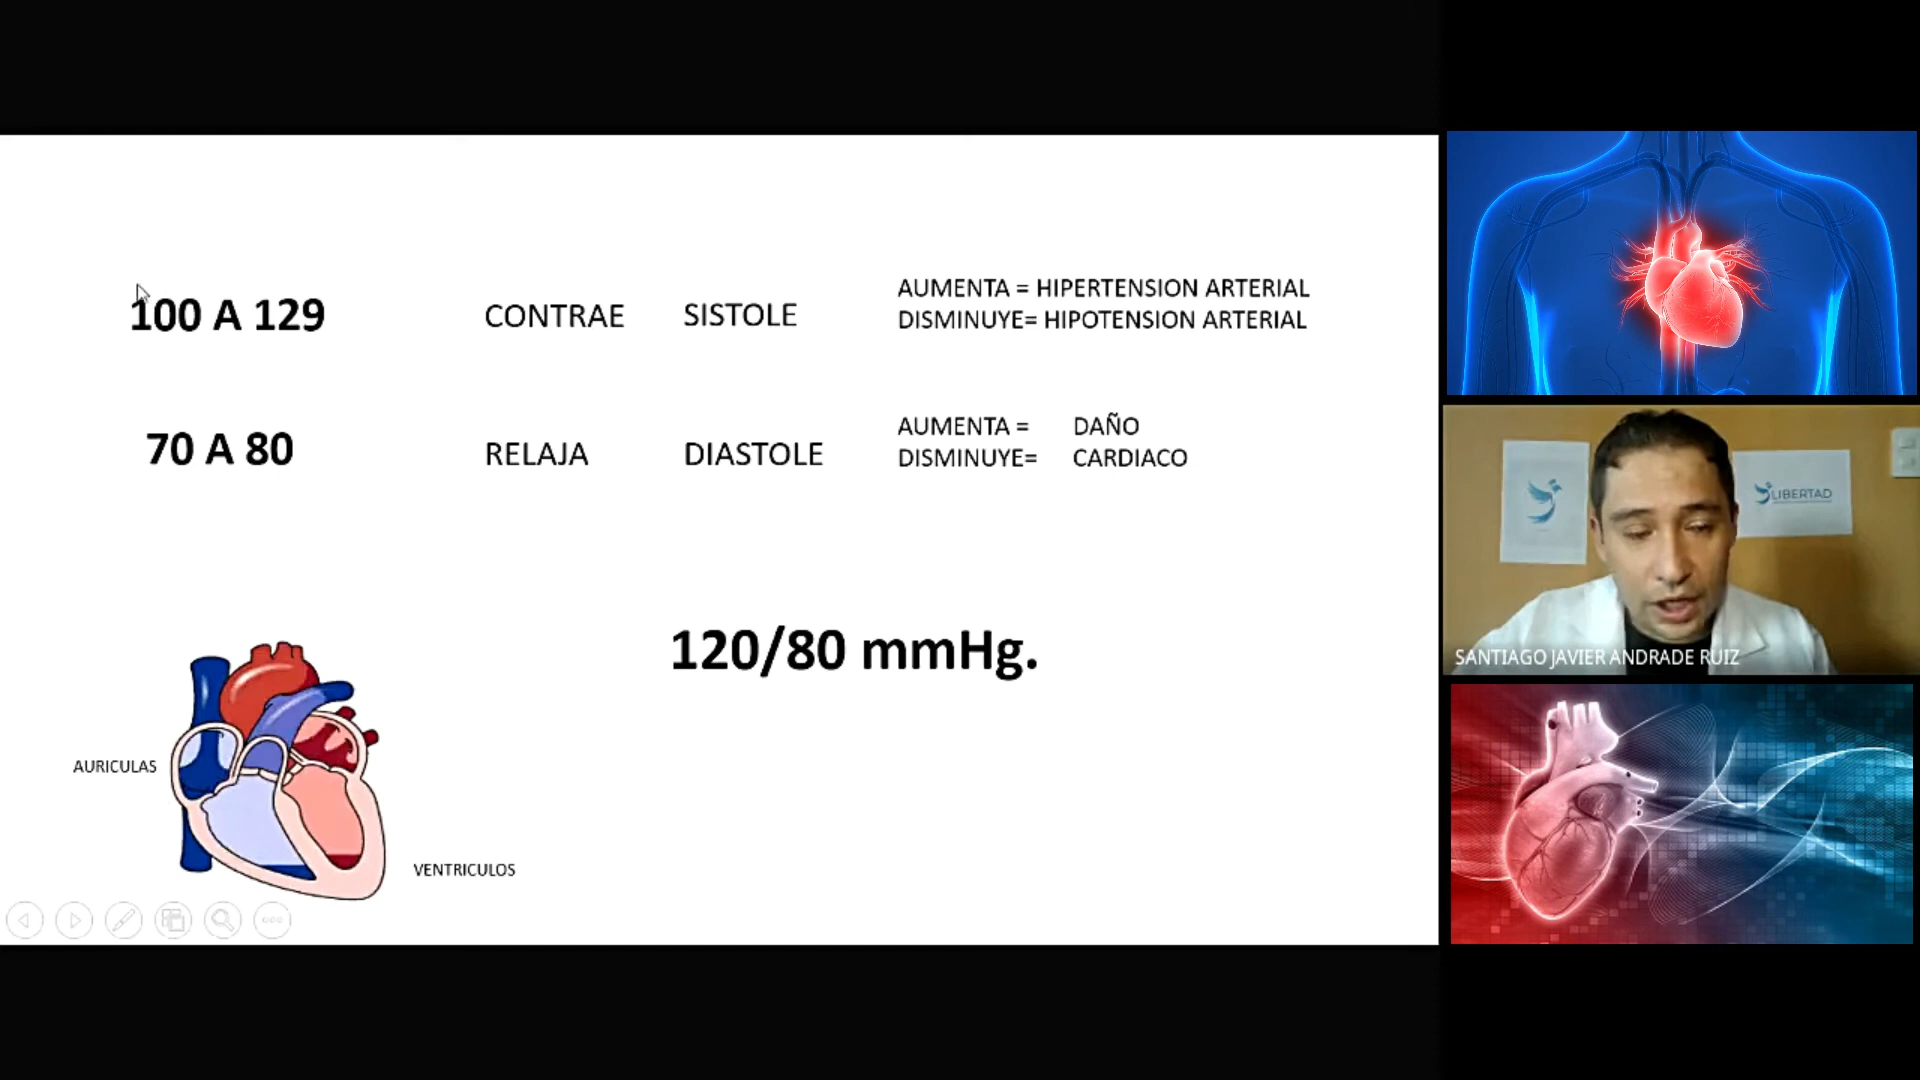 100 A 129
CONTRAE
SISTOLE
AUMENTA = HIPERTENSION ARTERIAL
DISMINUYE= HIPOTENSION ARTERIAL
70 A 80
RELAJA
DIASTOLE
AUMENTA = DAÑO
DISMINUYE= CARDIACO
120/80 mmHg.
AURICULAS
VENTRICULOS
LIBERTAD
SANTIAGO JAVIER ANDRADE RUIZ